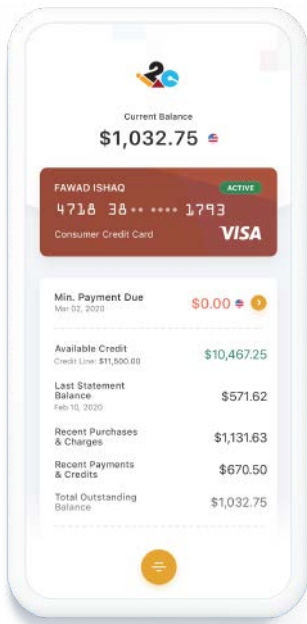 i2c
Current Balance
$1,032.75
FAWAD ISHAQ
ACTIVE
4718 38•• •••• 1793
Consumer Credit Card
VISA
Min. Payment Due
Mar 02, 2020
$0.00
Available Credit
Credit Line: $11,500.00
$10,467.25
Last Statement
Balance
Feb 10, 2020
$571.62
Recent Purchases
& Charges
$1,131.63
Recent Payments
& Credits
$670.50
Total Outstanding
Balance
$1,032.75